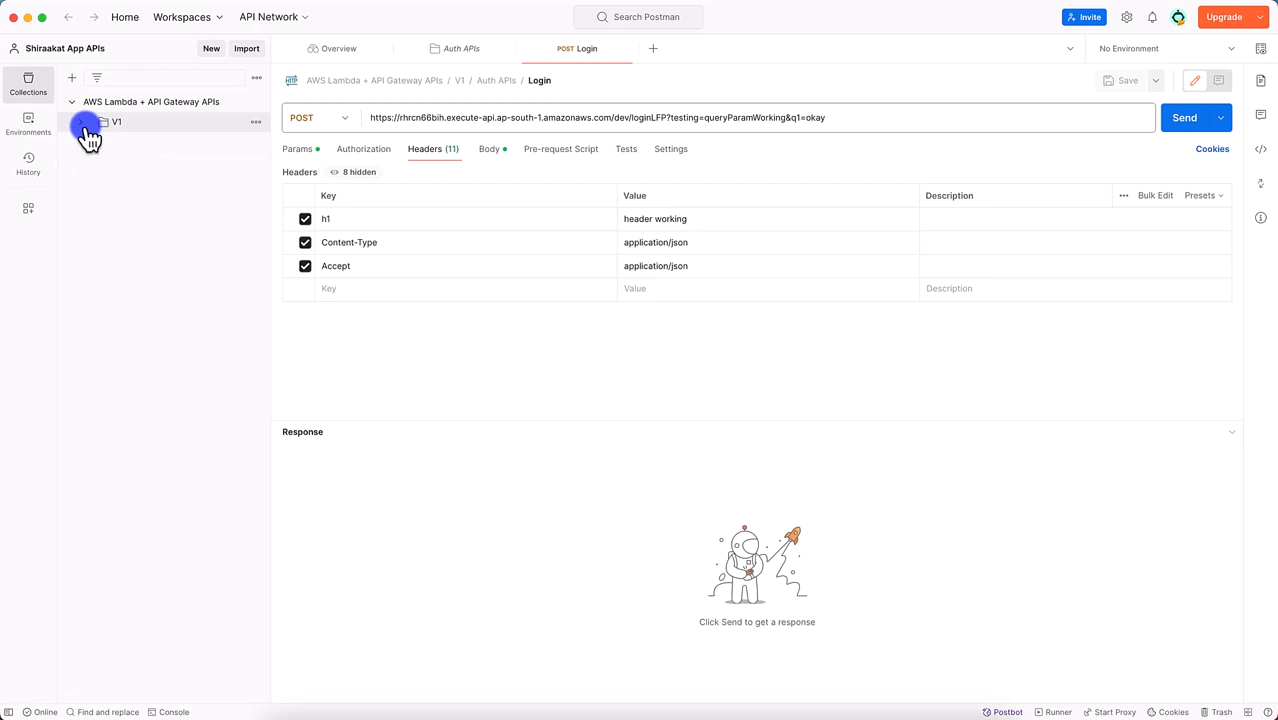 Home Workspaces API Network Search Postman Invite Upgrade
Shiraakat App APIs New Import Overview Auth APIs POST Login No Environment
Collections
Environments
History
AWS Lambda + API Gateway APIs
V1
HTTP AWS Lambda + API Gateway APIs / V1 / Auth APIs / Login Save
POST https://rhrcn66bih.execute-api.ap-south-1.amazonaws.com/dev/loginLFP?testing=queryParamWorking&q1=okay Send
Params Authorization Headers (11) Body Pre-request Script Tests Settings Cookies
Headers 8 hidden
Key Value Description Bulk Edit Presets
h1 header working
Content-Type application/json
Accept application/json
Key Value Description
Response
Click Send to get a response
Online Find and replace Console Postbot Runner Start Proxy Cookies Trash